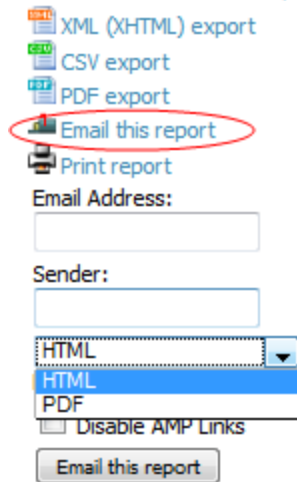 XML (XHTML) export
CSV export
PDF export
Email this report
Print report
Email Address:
Sender:
HTML
HTML
PDF
Disable AMP Links
Email this report